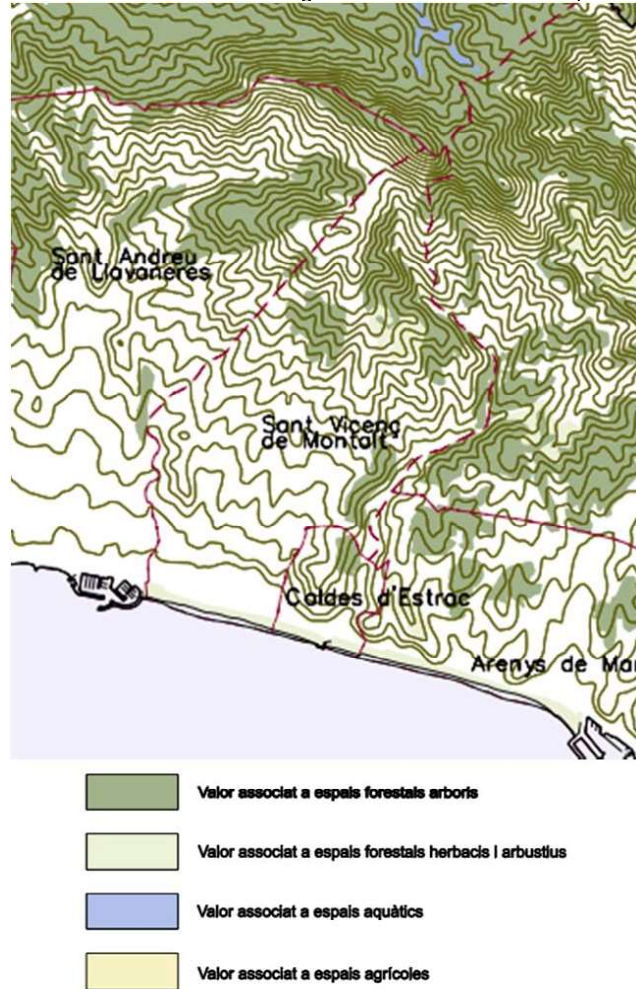 Sant Andreu
de Llavaneres
Sant Vicenç
de Montalt
Caldes d'Estrac
Arenys de Mar
Valor associat a espais forestals arboris
Valor associat a espais forestals herbacis i arbustius
Valor associat a espais aquàtics
Valor associat a espais agrícoles